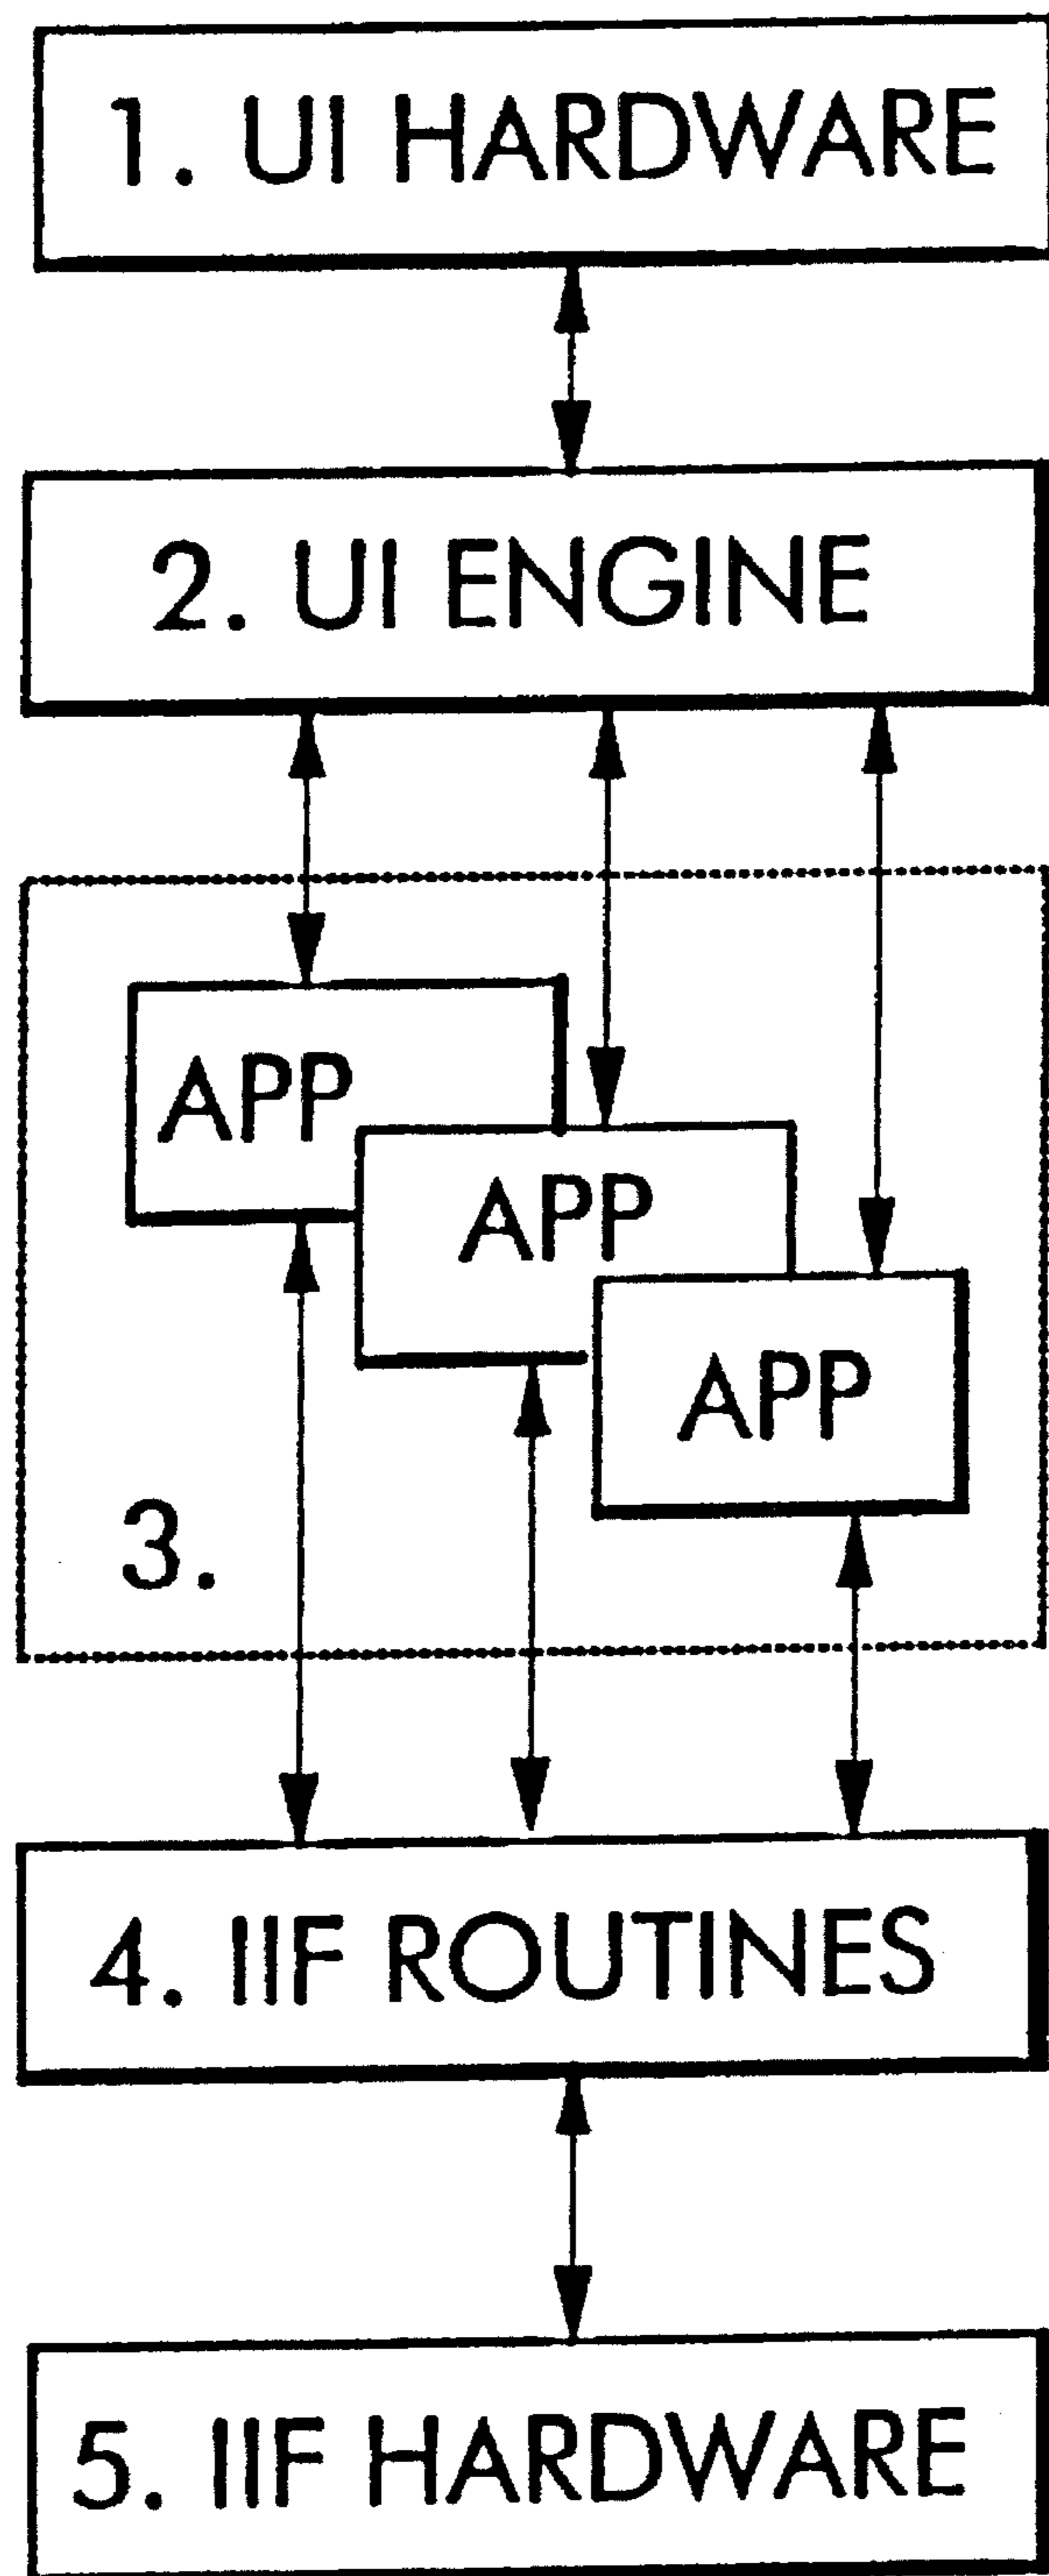 1. UI HARDWARE
2. UI ENGINE
APP
APP
APP
3.
4. IIF ROUTINES
5. IIF HARDWARE